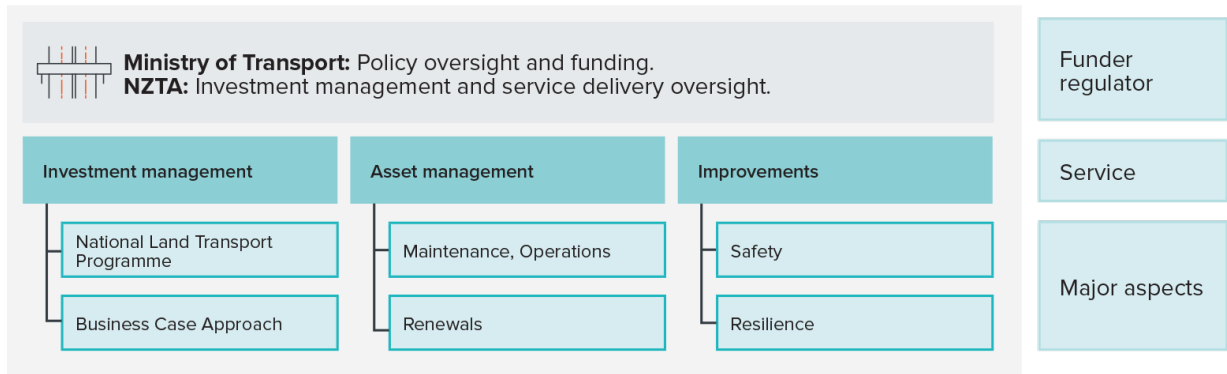 Ministry of Transport: Policy oversight and funding.
NZTA: Investment management and service delivery oversight.
Funder
regulator
Investment management
Asset management
Improvements
Service
National Land Transport
Programme
Maintenance, Operations
Safety
Business Case Approach
Renewals
Resilience
Major aspects